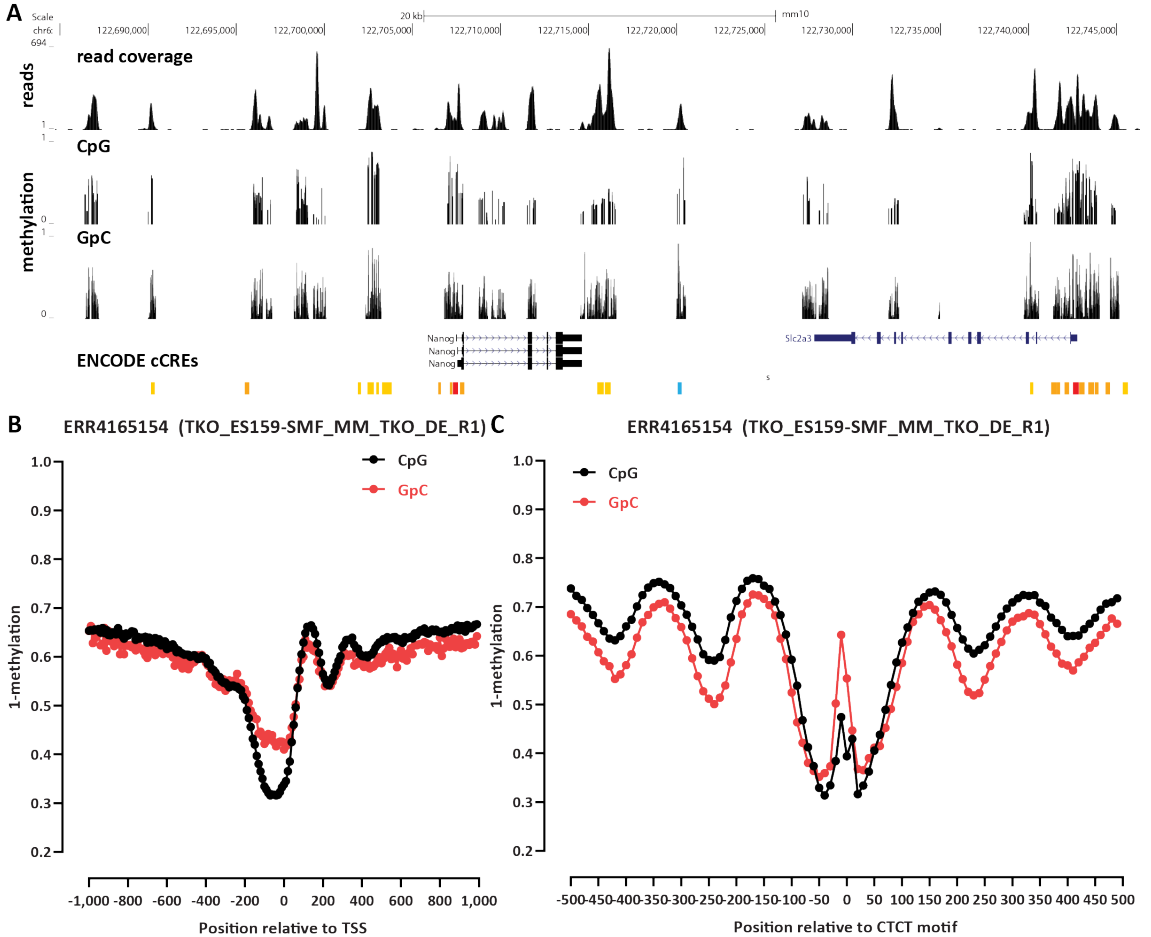 A
Scale
20 kb
mm10
chr6:
122,690,000
122,695,000
122,700,000
122,705,000
122,710,000
122,715,000
122,720,000
122,725,000
122,730,000
122,735,000
122,740,000
122,745,000
694
read coverage
reads
1
1
CpG
methylation
0
1
GpC
0
Nanog
Nanog
Nanog
Slc2a3
ENCODE cCREs
s
B
ERR4165154 (TKO_ES159-SMF_MM_TKO_DE_R1)
CpG
GpC
1-methylation
1.0
0.9
0.8
0.7
0.6
0.5
0.4
0.3
0.2
-1,000 -800 -600 -400 -200 0 200 400 600 800 1,000
Position relative to TSS
C
ERR4165154 (TKO_ES159-SMF_MM_TKO_DE_R1)
CpG
GpC
1-methylation
1.0
0.9
0.8
0.7
0.6
0.5
0.4
0.3
0.2
-500-450-400-350-300-250-200-150-100 -50 0 50 100 150 200 250 300 350 400 450 500
Position relative to CTCT motif